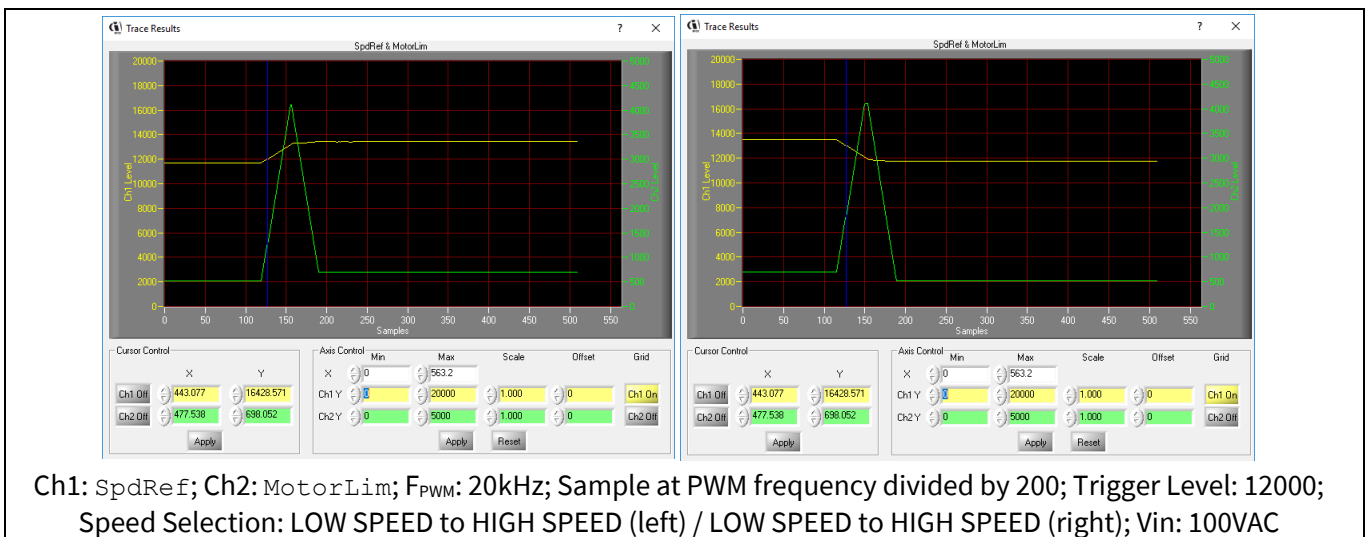 Trace Results ? ×
SpdRef & MotorLim
20000
18000
16000
14000
12000
10000
8000
6000
4000
2000
0
Ch1 Level
5000
4500
4000
3500
3000
2500
2000
1500
1000
500
0
Ch2 Level
0 50 100 150 200 250 300 350 400 450 500 550
Samples
Cursor Control
X Y
Ch1 Off 443.077 16428.571
Ch2 Off 477.538 698.052
Apply
Axis Control
Min Max Scale Offset Grid
X 0 563.2
Ch1 Y 0 20000 1.000 0 Ch1 On
Ch2 Y 0 5000 1.000 0 Ch2 Off
Apply Reset
Trace Results ? ×
SpdRef & MotorLim
20000
18000
16000
14000
12000
10000
8000
6000
4000
2000
0
Ch1 Level
5000
4500
4000
3500
3000
2500
2000
1500
1000
500
0
Ch2 Level
0 50 100 150 200 250 300 350 400 450 500 550
Samples
Cursor Control
X Y
Ch1 Off 443.077 16428.571
Ch2 Off 477.538 698.052
Apply
Axis Control
Min Max Scale Offset Grid
X 0 563.2
Ch1 Y 0 20000 1.000 0 Ch1 On
Ch2 Y 0 5000 1.000 0 Ch2 Off
Apply Reset
Ch1: SpdRef; Ch2: MotorLim; FPWM: 20kHz; Sample at PWM frequency divided by 200; Trigger Level: 12000;
Speed Selection: LOW SPEED to HIGH SPEED (left) / LOW SPEED to HIGH SPEED (right); Vin: 100VAC